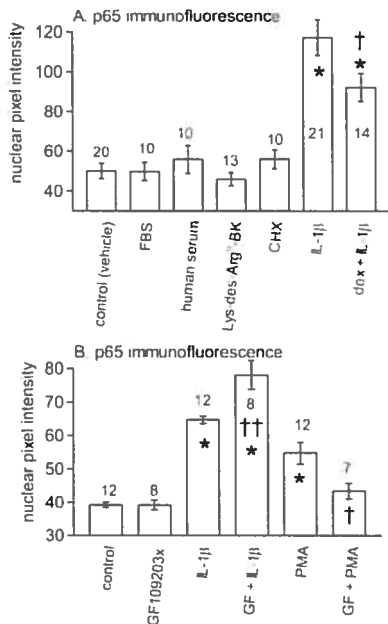 A. p65 immunofluorescence
nuclear pixel intensity
120
100
80
60
40
20
10
10
13
10
21
14
*
†
*
control (vehicle)
FBS
human serum
Lys-des-Arg⁹-BK
CHX
IL-1β
dex + IL-1β
B. p65 immunofluorescence
nuclear pixel intensity
80
70
60
50
40
30
12
8
12
8
12
7
*
††
*
*
†
control
GF109203x
IL-1β
GF + IL-1β
PMA
GF + PMA